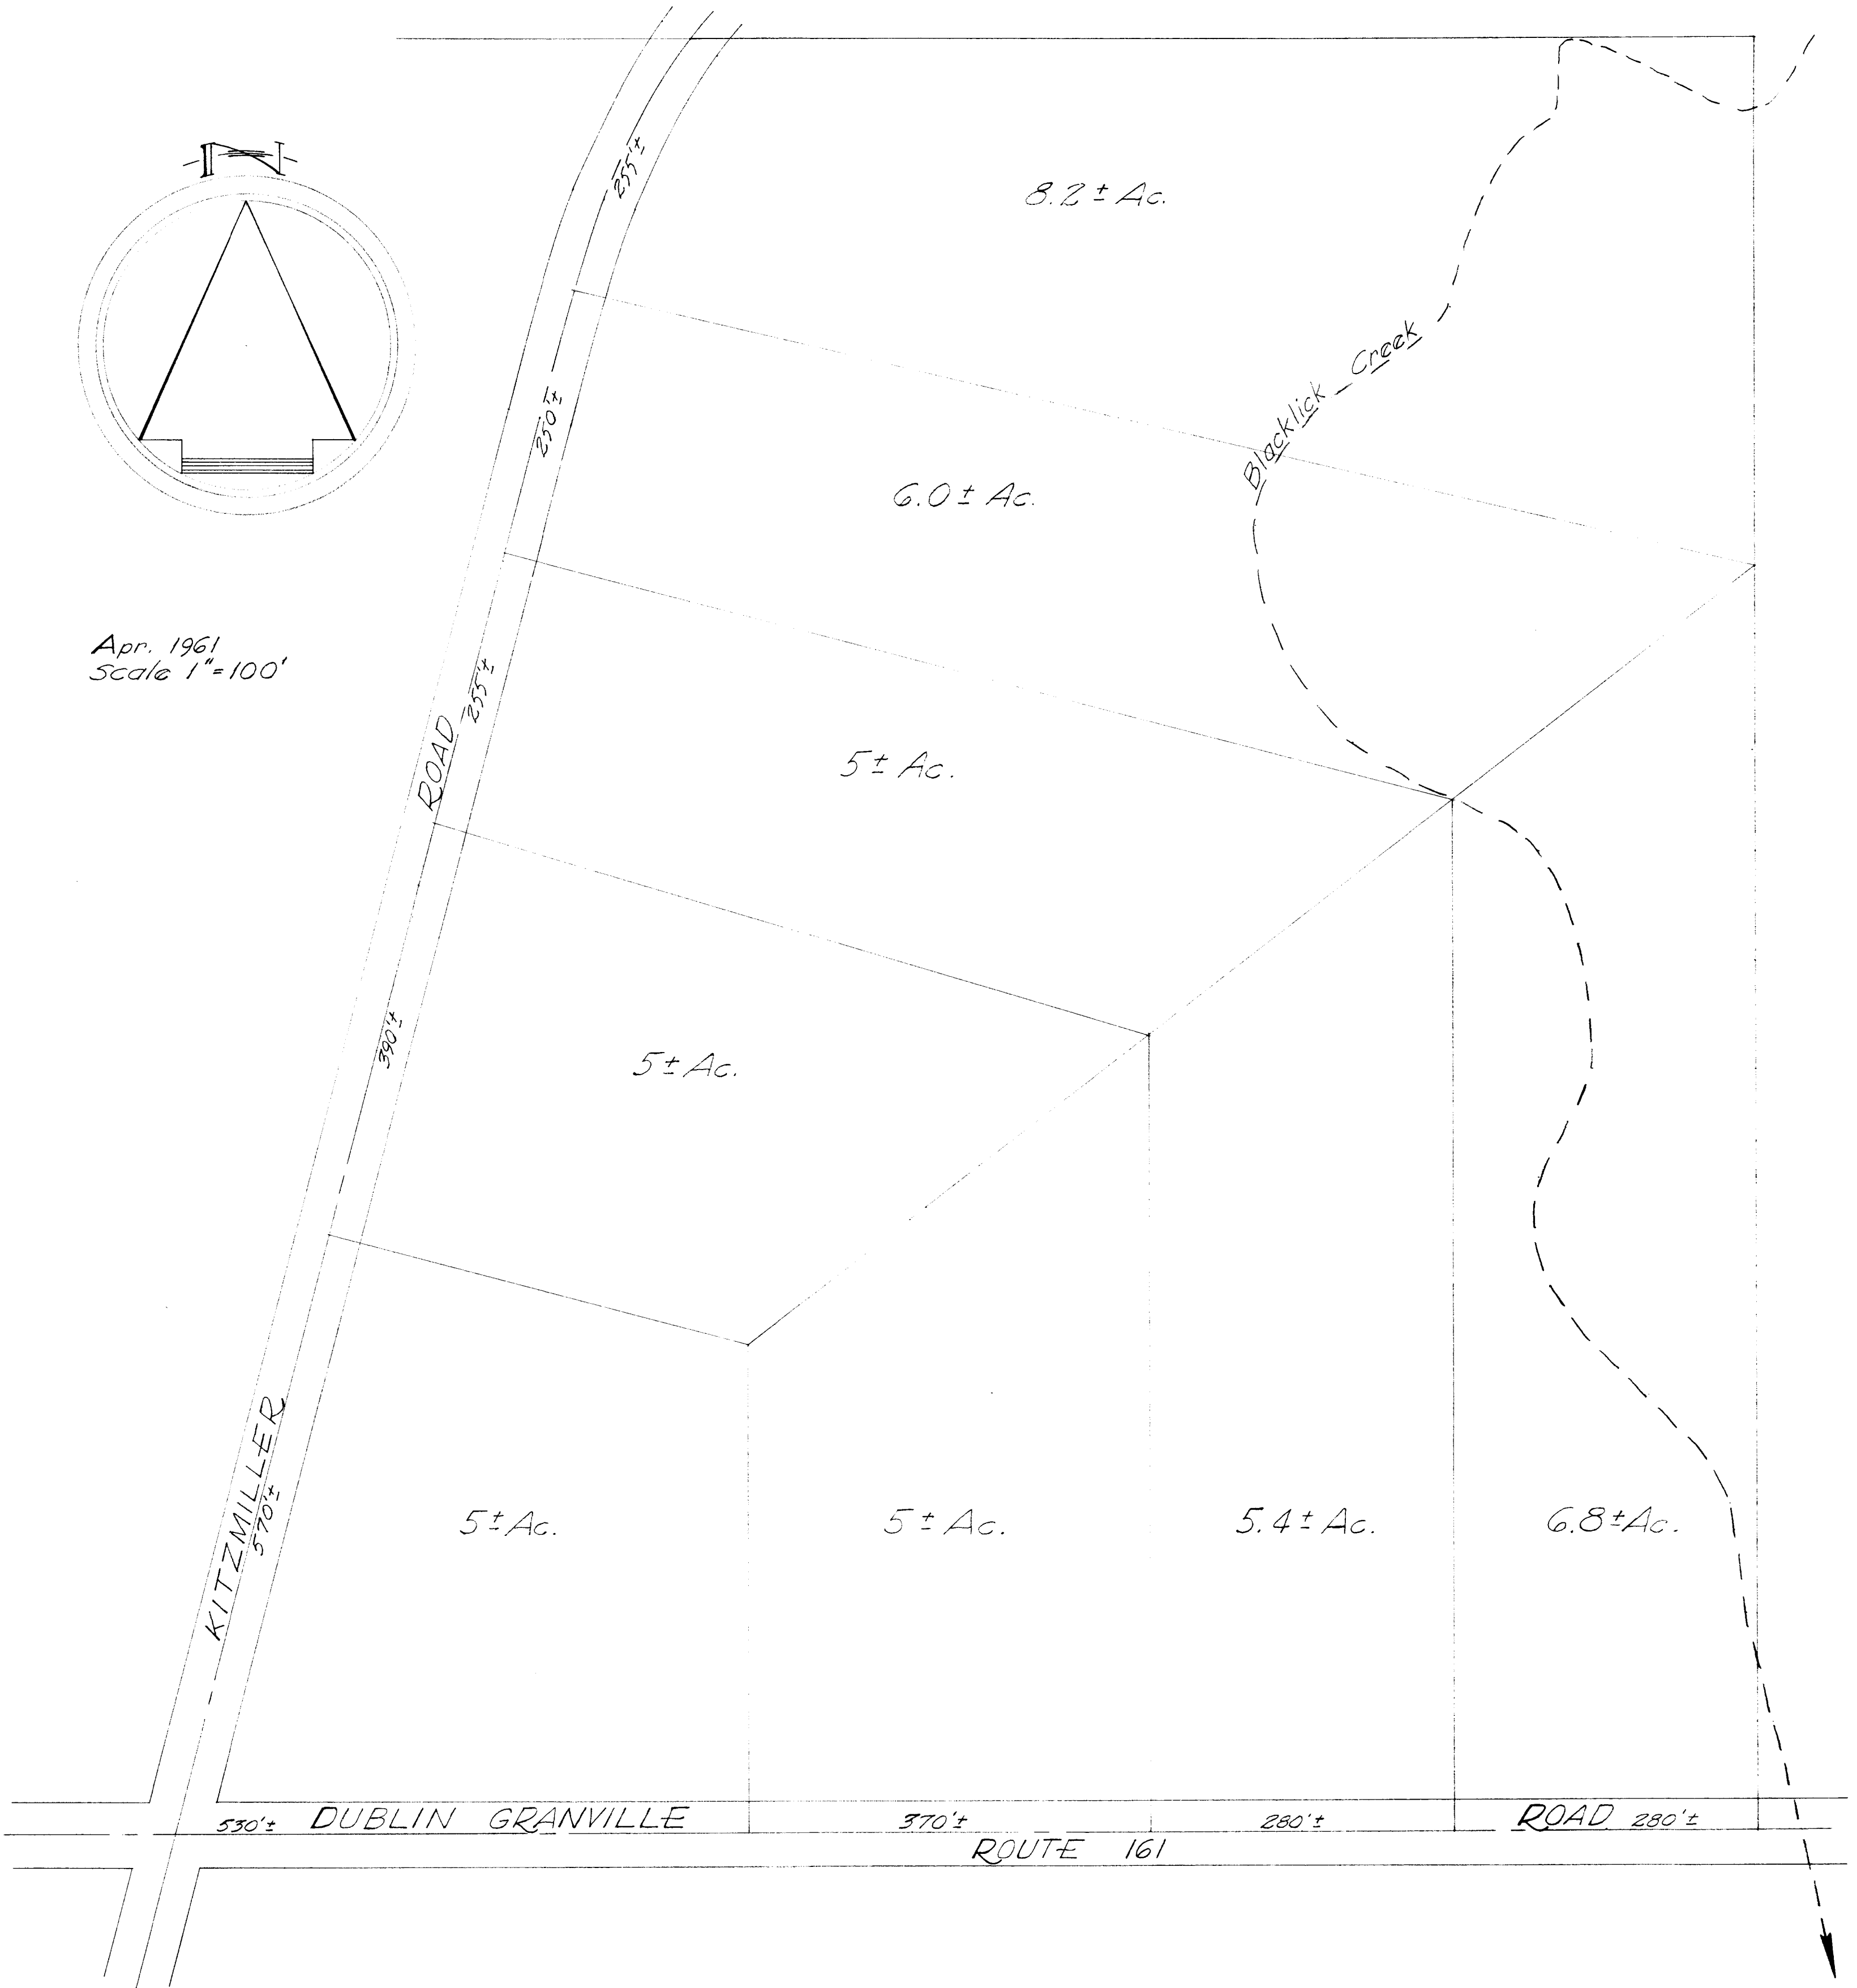 N
255'±
8.2 ± Ac.
Blacklick Creek
250'±
6.0 ± Ac.
Apr. 1961
Scale 1"=100'
255'±
5± Ac.
390'±
5± Ac.
KITZMILLER ROAD
570'±
5± Ac.
5± Ac.
5.4± Ac.
6.8± Ac.
530'± DUBLIN GRANVILLE 370'± 280'± ROAD 280'±
ROUTE 161